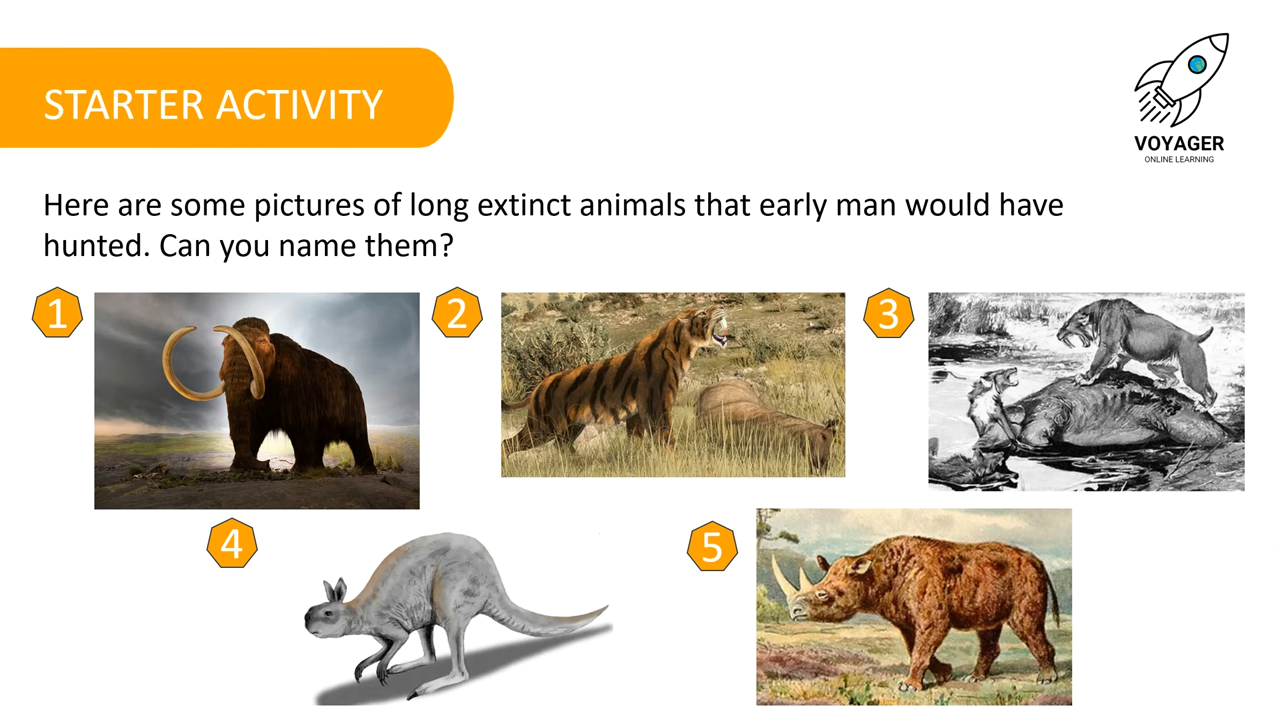 STARTER ACTIVITY
VOYAGER
ONLINE LEARNING
Here are some pictures of long extinct animals that early man would have
hunted. Can you name them?
1
2
3
4
5